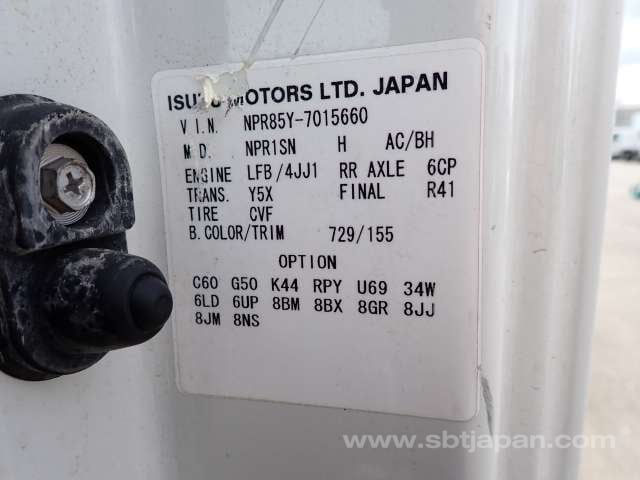 ISUZU MOTORS LTD. JAPAN
V I.N. NPR85Y-7015660
M D. NPR1SN H AC/BH
ENGINE LFB/4JJ1 RR AXLE 6CP
TRANS. Y5X FINAL R41
TIRE CVF
B. COLOR/TRIM 729/155
OPTION
C60 G50 K44 RPY U69 34W
6LD 6UP 8BM 8BX 8GR 8JJ
8JM 8NS
www.sbtjapan.com